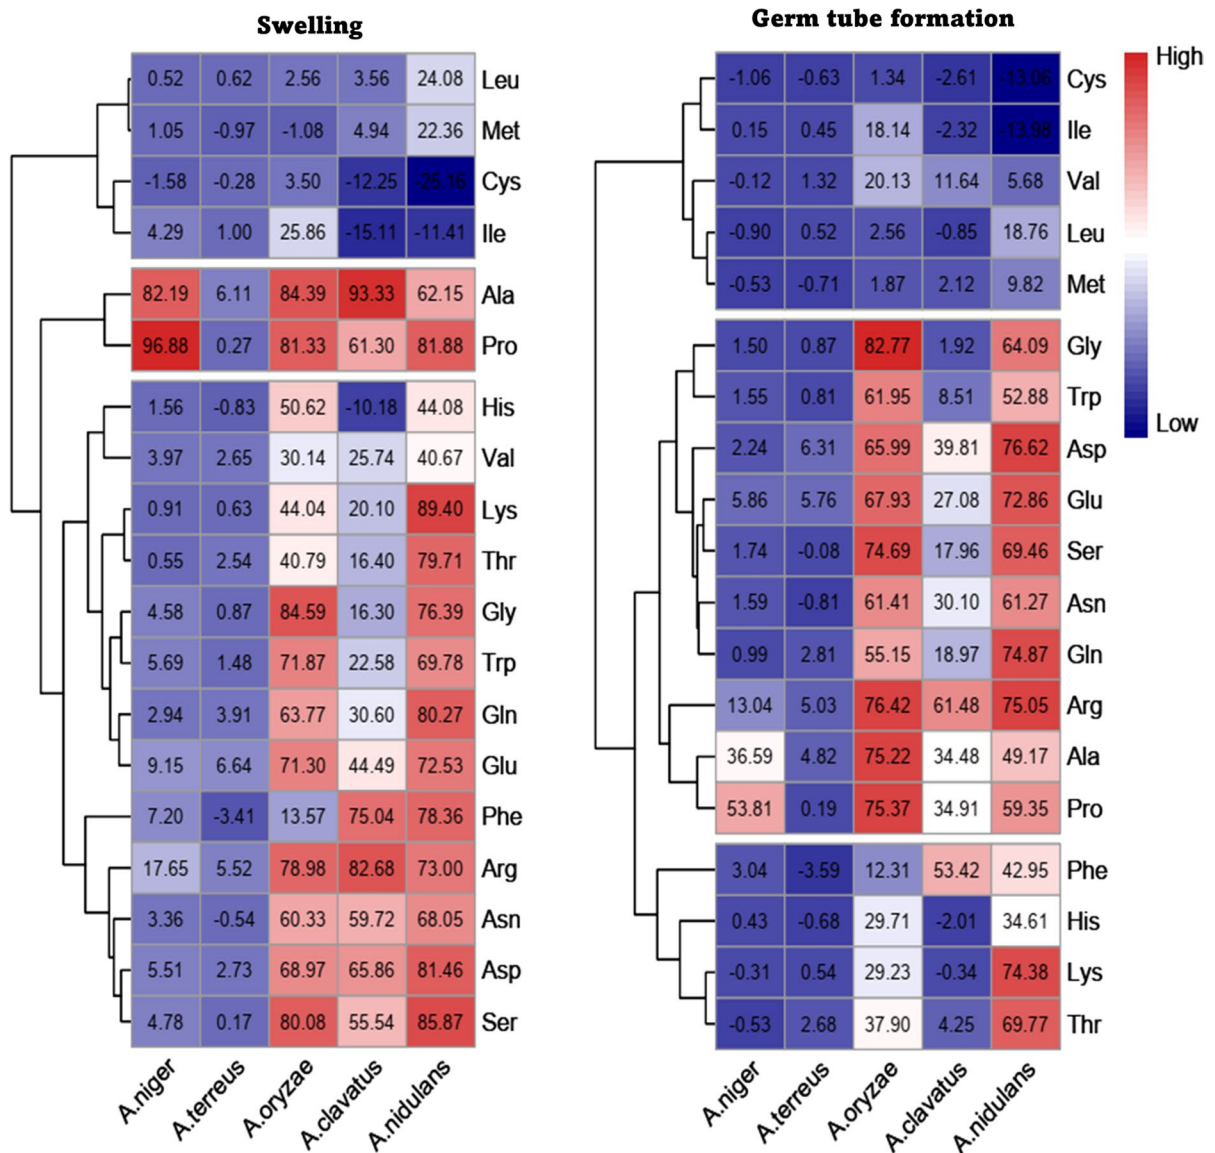 Swelling
0.52 0.62 2.56 3.56 24.08 Leu
1.05 -0.97 -1.08 4.94 22.36 Met
-1.58 -0.28 3.50 -12.25 -25.16 Cys
4.29 1.00 25.86 -15.11 -11.41 Ile
82.19 6.11 84.39 93.33 62.15 Ala
96.88 0.27 81.33 61.30 81.88 Pro
1.56 -0.83 50.62 -10.18 44.08 His
3.97 2.65 30.14 25.74 40.67 Val
0.91 0.63 44.04 20.10 89.40 Lys
0.55 2.54 40.79 16.40 79.71 Thr
4.58 0.87 84.59 16.30 76.39 Gly
5.69 1.48 71.87 22.58 69.78 Trp
2.94 3.91 63.77 30.60 80.27 Gln
9.15 6.64 71.30 44.49 72.53 Glu
7.20 -3.41 13.57 75.04 78.36 Phe
17.65 5.52 78.98 82.68 73.00 Arg
3.36 -0.54 60.33 59.72 68.05 Asn
5.51 2.73 68.97 65.86 81.46 Asp
4.78 0.17 80.08 55.54 85.87 Ser
A.niger A.terreus A.oryzae A.clavatus A.nidulans
Germ tube formation
-1.06 -0.63 1.34 -2.61 -13.06 Cys
0.15 0.45 18.14 -2.32 -13.98 Ile
-0.12 1.32 20.13 11.64 5.68 Val
-0.90 0.52 2.56 -0.85 18.76 Leu
-0.53 -0.71 1.87 2.12 9.82 Met
1.50 0.87 82.77 1.92 64.09 Gly
1.55 0.81 61.95 8.51 52.88 Trp
2.24 6.31 65.99 39.81 76.62 Asp
5.86 5.76 67.93 27.08 72.86 Glu
1.74 -0.08 74.69 17.96 69.46 Ser
1.59 -0.81 61.41 30.10 61.27 Asn
0.99 2.81 55.15 18.97 74.87 Gln
13.04 5.03 76.42 61.48 75.05 Arg
36.59 4.82 75.22 34.48 49.17 Ala
53.81 0.19 75.37 34.91 59.35 Pro
3.04 -3.59 12.31 53.42 42.95 Phe
0.43 -0.68 29.71 -2.01 34.61 His
-0.31 0.54 29.23 -0.34 74.38 Lys
-0.53 2.68 37.90 4.25 69.77 Thr
A.niger A.terreus A.oryzae A.clavatus A.nidulans
High
Low